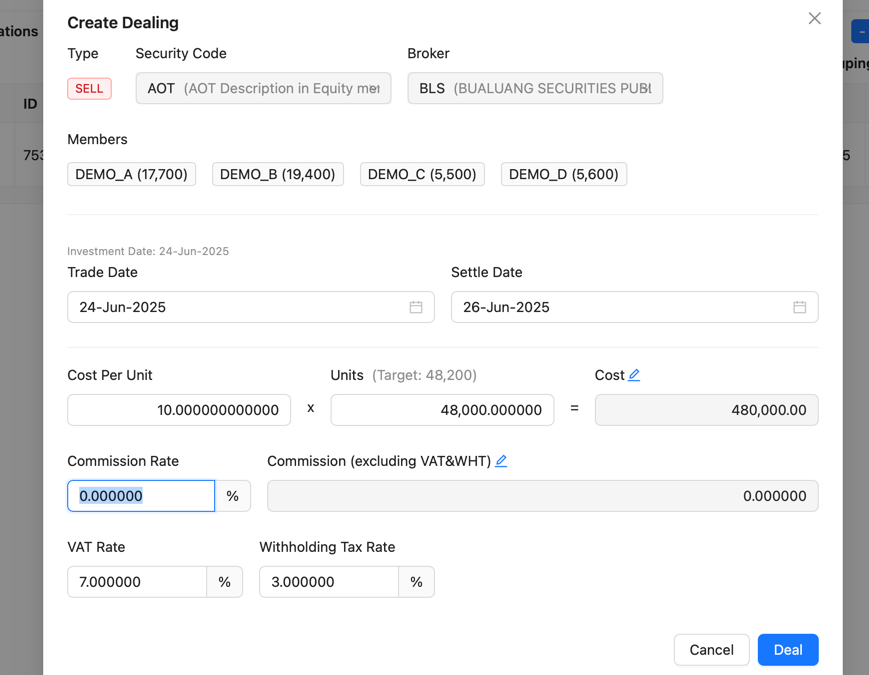 Create Dealing
ations
Type Security Code Broker
SELL AOT (AOT Description in Equity BLS (BUALUANG SECURITIES
uping
ID
Members
753
5
DEMO_A (17,700) DEMO_B (19,400) DEMO_C (5,500) DEMO_D (5,600)
Investment Date: 24-Jun-2025
Trade Date Settle Date
24-Jun-2025 26-Jun-2025
Cost Per Unit Units (Target: 48,200) Cost
10.000000000000 x 48,000.000000 = 480,000.00
Commission Rate Commission (excluding VAT&WHT)
0.000000 % 0.000000
VAT Rate Withholding Tax Rate
7.000000 % 3.000000 %
Cancel Deal